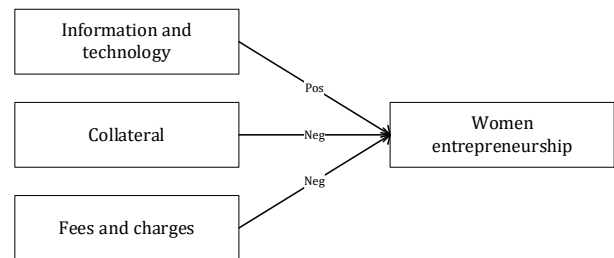 Information and
technology
Pos
Collateral
Neg
Women
entrepreneurship
Neg
Fees and charges